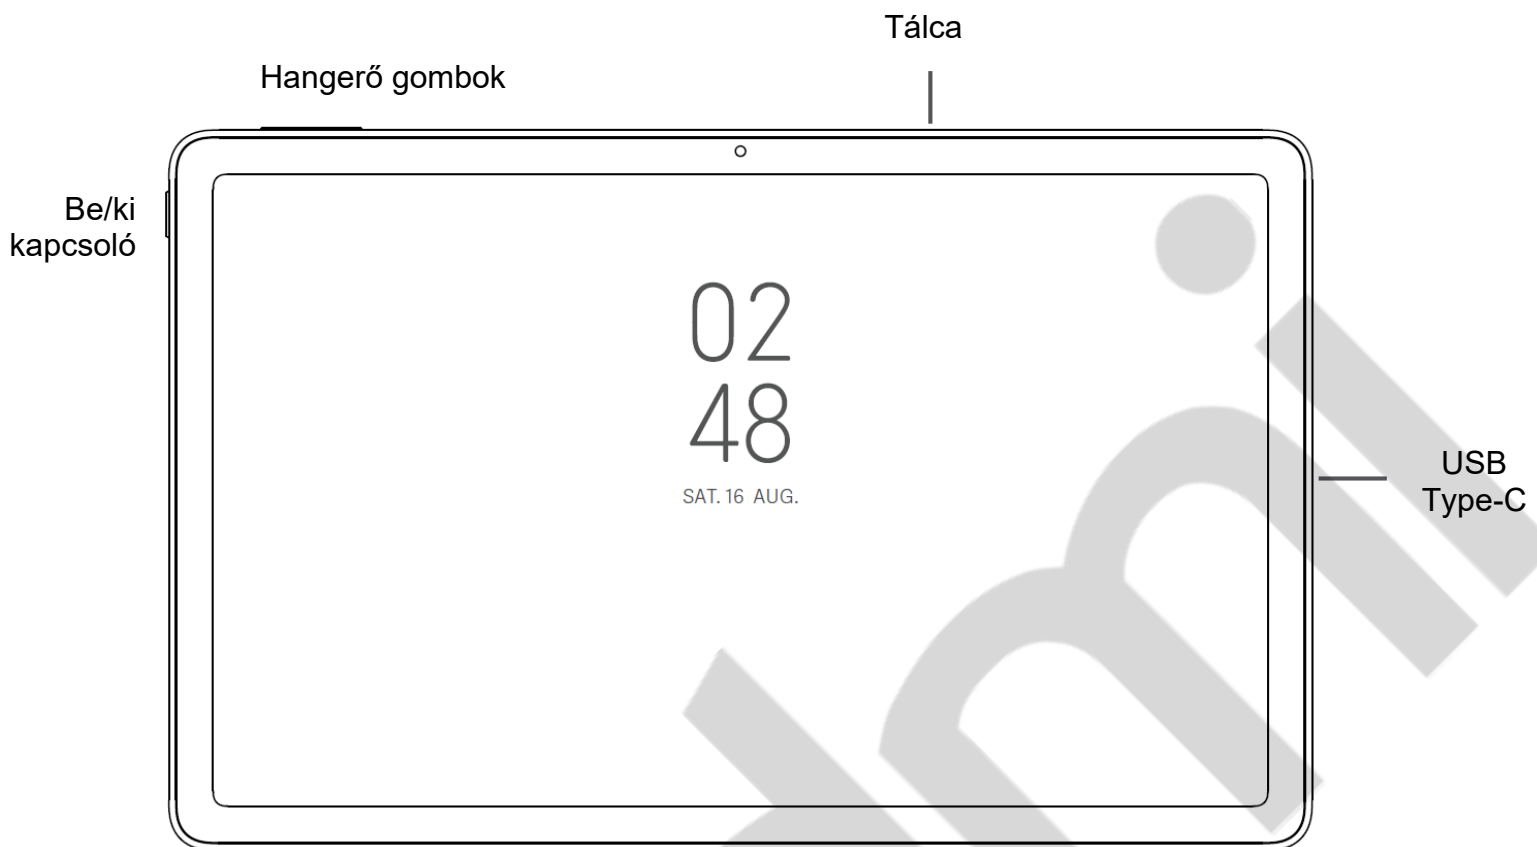 Tálca
Hangerő gombok
Be/ki
kapcsoló
02
48
SAT. 16 AUG.
USB
Type-C